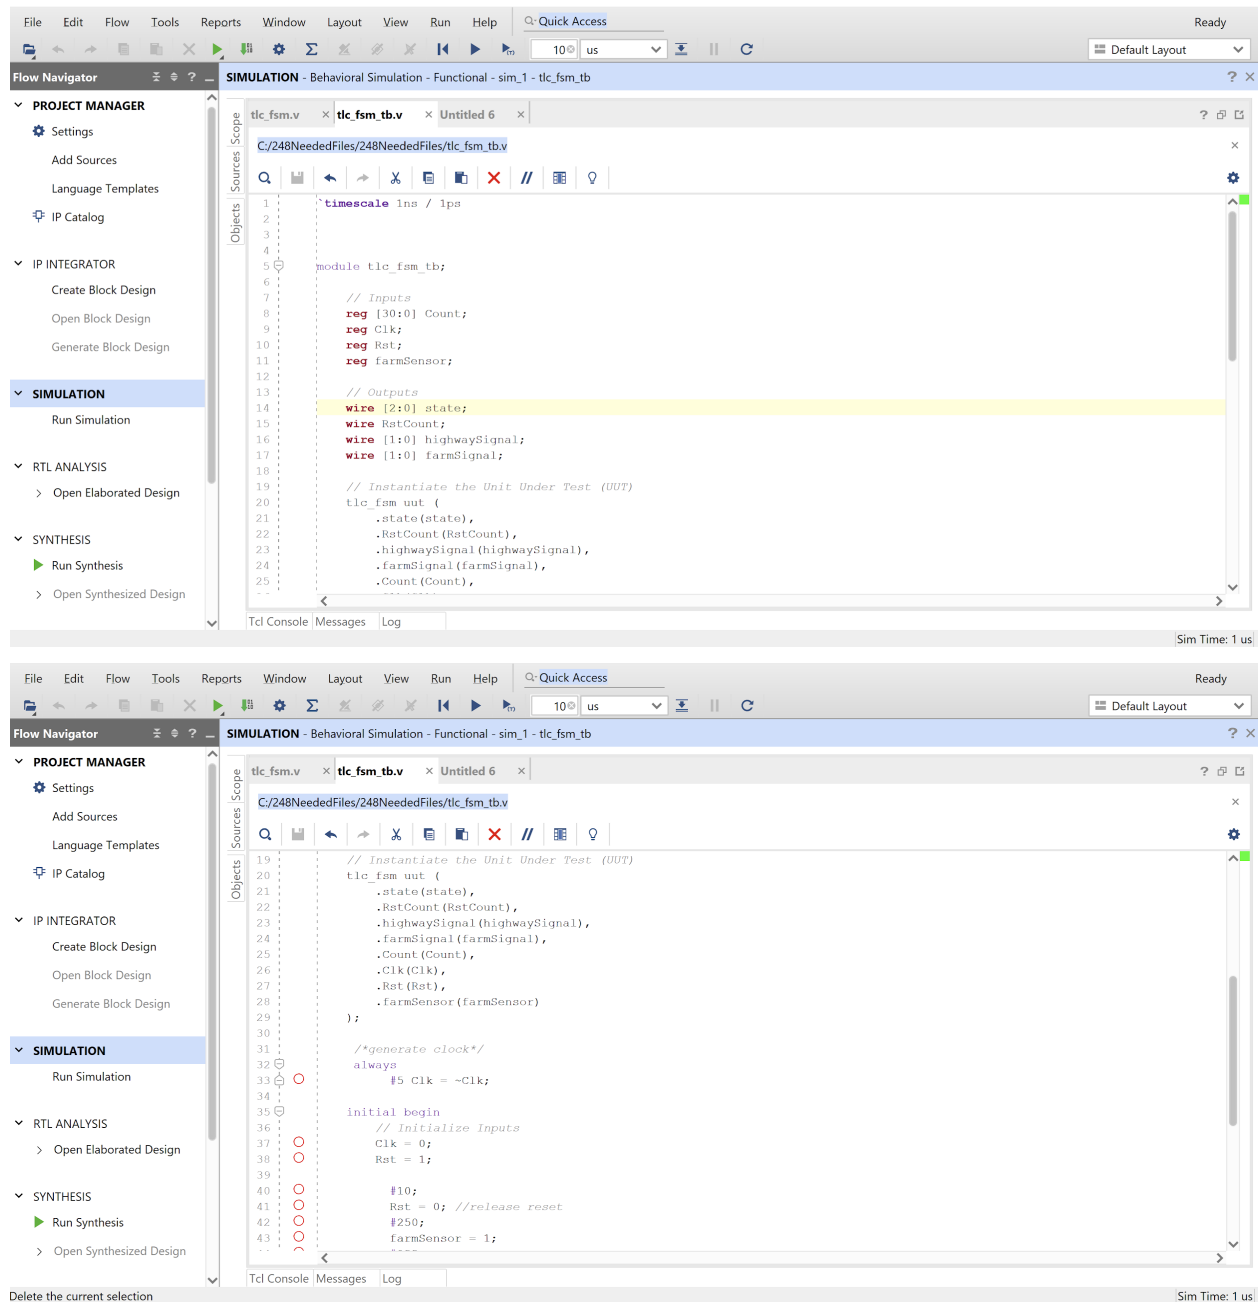 File Edit Flow Tools Reports Window Layout View Run Help Quick Access Ready
10 us Default Layout
Flow Navigator ? SIMULATION - Behavioral Simulation - Functional - sim_1 - tlc_fsm_tb ?
PROJECT MANAGER
Settings
Add Sources
Language Templates
IP Catalog
IP INTEGRATOR
Create Block Design
Open Block Design
Generate Block Design
SIMULATION
Run Simulation
RTL ANALYSIS
Open Elaborated Design
SYNTHESIS
Run Synthesis
Open Synthesized Design
Scope
Sources
Objects
tlc_fsm.v tlc_fsm_tb.v Untitled 6 ?
C:/248NeededFiles/248NeededFiles/tlc_fsm_tb.v
1 `timescale 1ns / 1ps
2
3
4
5 module tlc_fsm_tb;
6
7 // Inputs
8 reg [30:0] Count;
9 reg Clk;
10 reg Rst;
11 reg farmSensor;
12
13 // Outputs
14 wire [2:0] state;
15 wire RstCount;
16 wire [1:0] highwaySignal;
17 wire [1:0] farmSignal;
18
19 // Instantiate the Unit Under Test (UUT)
20 tlc_fsm uut (
21 .state(state),
22 .RstCount(RstCount),
23 .highwaySignal(highwaySignal),
24 .farmSignal(farmSignal),
25 .Count(Count),
Tcl Console Messages Log
Sim Time: 1 us
File Edit Flow Tools Reports Window Layout View Run Help Quick Access Ready
10 us Default Layout
Flow Navigator ? SIMULATION - Behavioral Simulation - Functional - sim_1 - tlc_fsm_tb ?
PROJECT MANAGER
Settings
Add Sources
Language Templates
IP Catalog
IP INTEGRATOR
Create Block Design
Open Block Design
Generate Block Design
SIMULATION
Run Simulation
RTL ANALYSIS
Open Elaborated Design
SYNTHESIS
Run Synthesis
Open Synthesized Design
Scope
Sources
Objects
tlc_fsm.v tlc_fsm_tb.v Untitled 6 ?
C:/248NeededFiles/248NeededFiles/tlc_fsm_tb.v
19 // Instantiate the Unit Under Test (UUT)
20 tlc_fsm uut (
21 .state(state),
22 .RstCount(RstCount),
23 .highwaySignal(highwaySignal),
24 .farmSignal(farmSignal),
25 .Count(Count),
26 .Clk(Clk),
27 .Rst(Rst),
28 .farmSensor(farmSensor)
29 );
30
31 /*generate clock*/
32 always
33 #5 Clk = ~Clk;
34
35 initial begin
36 // Initialize Inputs
37 Clk = 0;
38 Rst = 1;
39
40 #10;
41 Rst = 0; //release reset
42 #250;
43 farmSensor = 1;
Tcl Console Messages Log
Delete the current selection Sim Time: 1 us